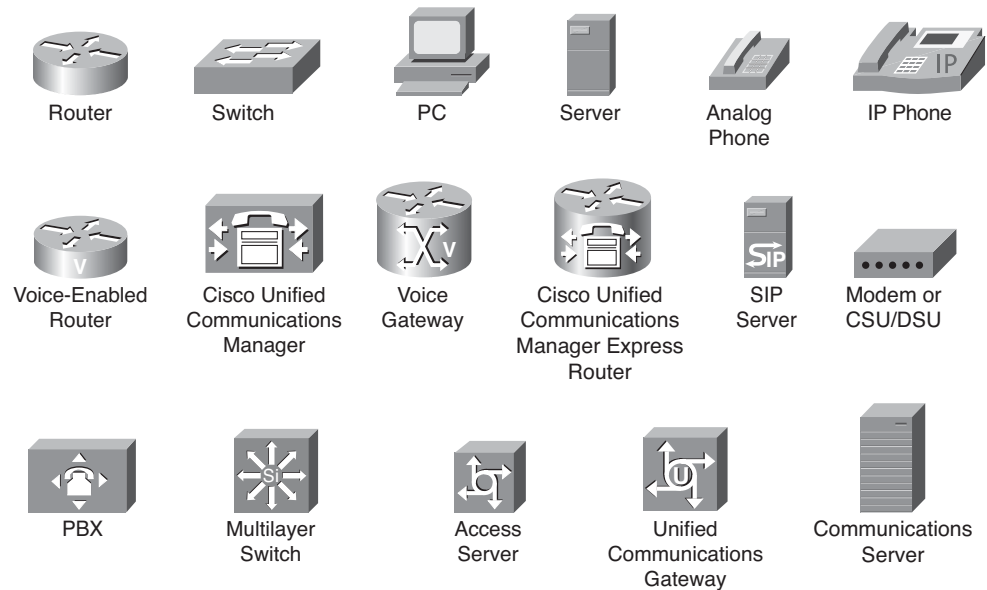 IP
Router
Switch
PC
Server
Analog
Phone
IP Phone
V
V
SIP
Voice-Enabled
Router
Cisco Unified
Communications
Manager
Voice
Gateway
Cisco Unified
Communications
Manager Express
Router
SIP
Server
Modem or
CSU/DSU
Si
U
PBX
Multilayer
Switch
Access
Server
Unified
Communications
Gateway
Communications
Server